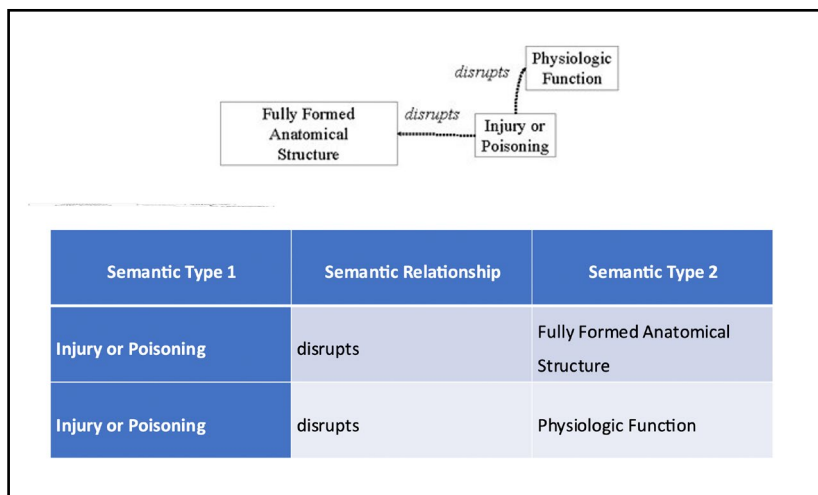 Physiologic
Function
disrupts
disrupts
Fully Formed
Anatomical
Structure
Injury or
Poisoning
Semantic Type 1 Semantic Relationship Semantic Type 2
Injury or Poisoning disrupts Fully Formed Anatomical
Structure
Injury or Poisoning disrupts Physiologic Function